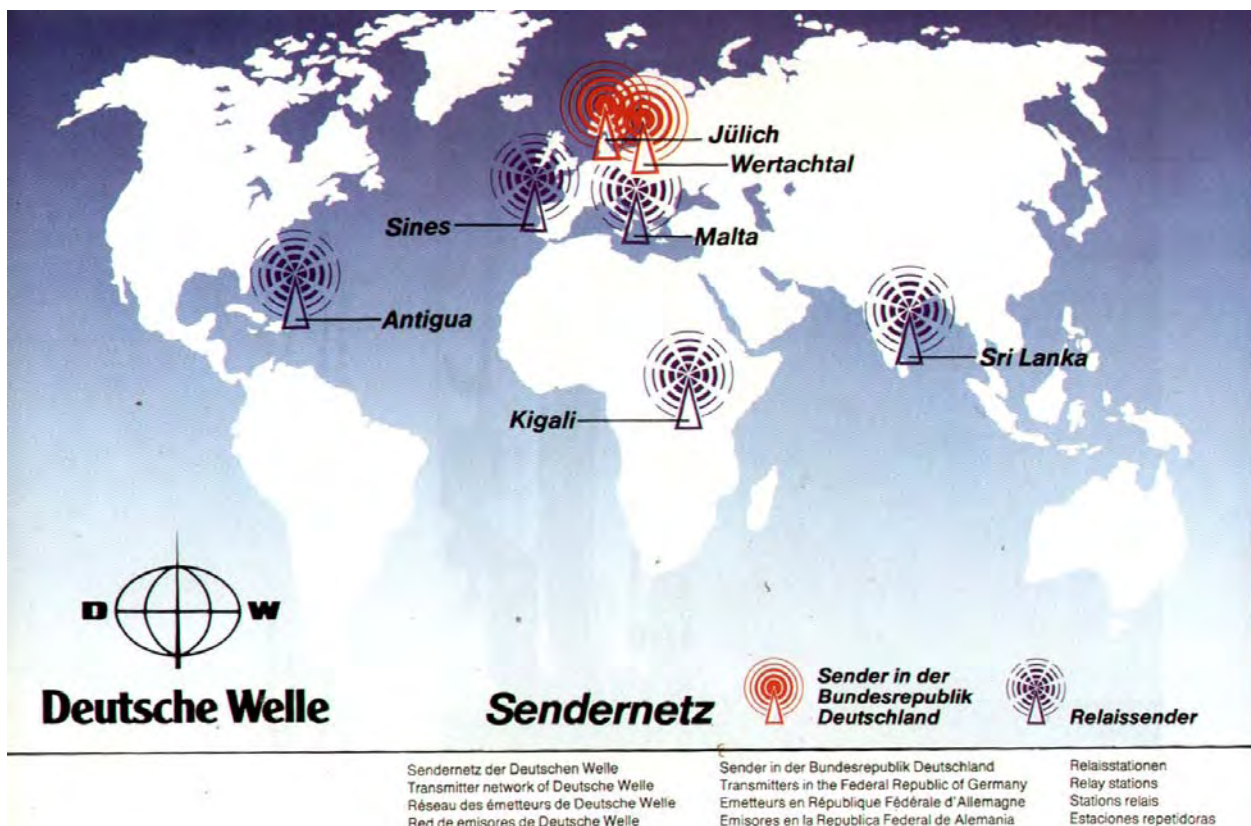 Jülich
Wertachtal
Sines
Malta
Antigua
Sri Lanka
Kigali
D W
Deutsche Welle
Sendernetz
Sender in der
Bundesrepublik
Deutschland
Relaissender
Sendernetz der Deutschen Welle
Transmitter network of Deutsche Welle
Réseau des émetteurs de Deutsche Welle
Red de emisores de Deutsche Welle
Sender in der Bundesrepublik Deutschland
Transmitters in the Federal Republic of Germany
Emetteurs en République Fédérale d'Allemagne
Emisores en la Republica Federal de Alemania
Relaisstationen
Relay stations
Stations relais
Estaciones repetidoras